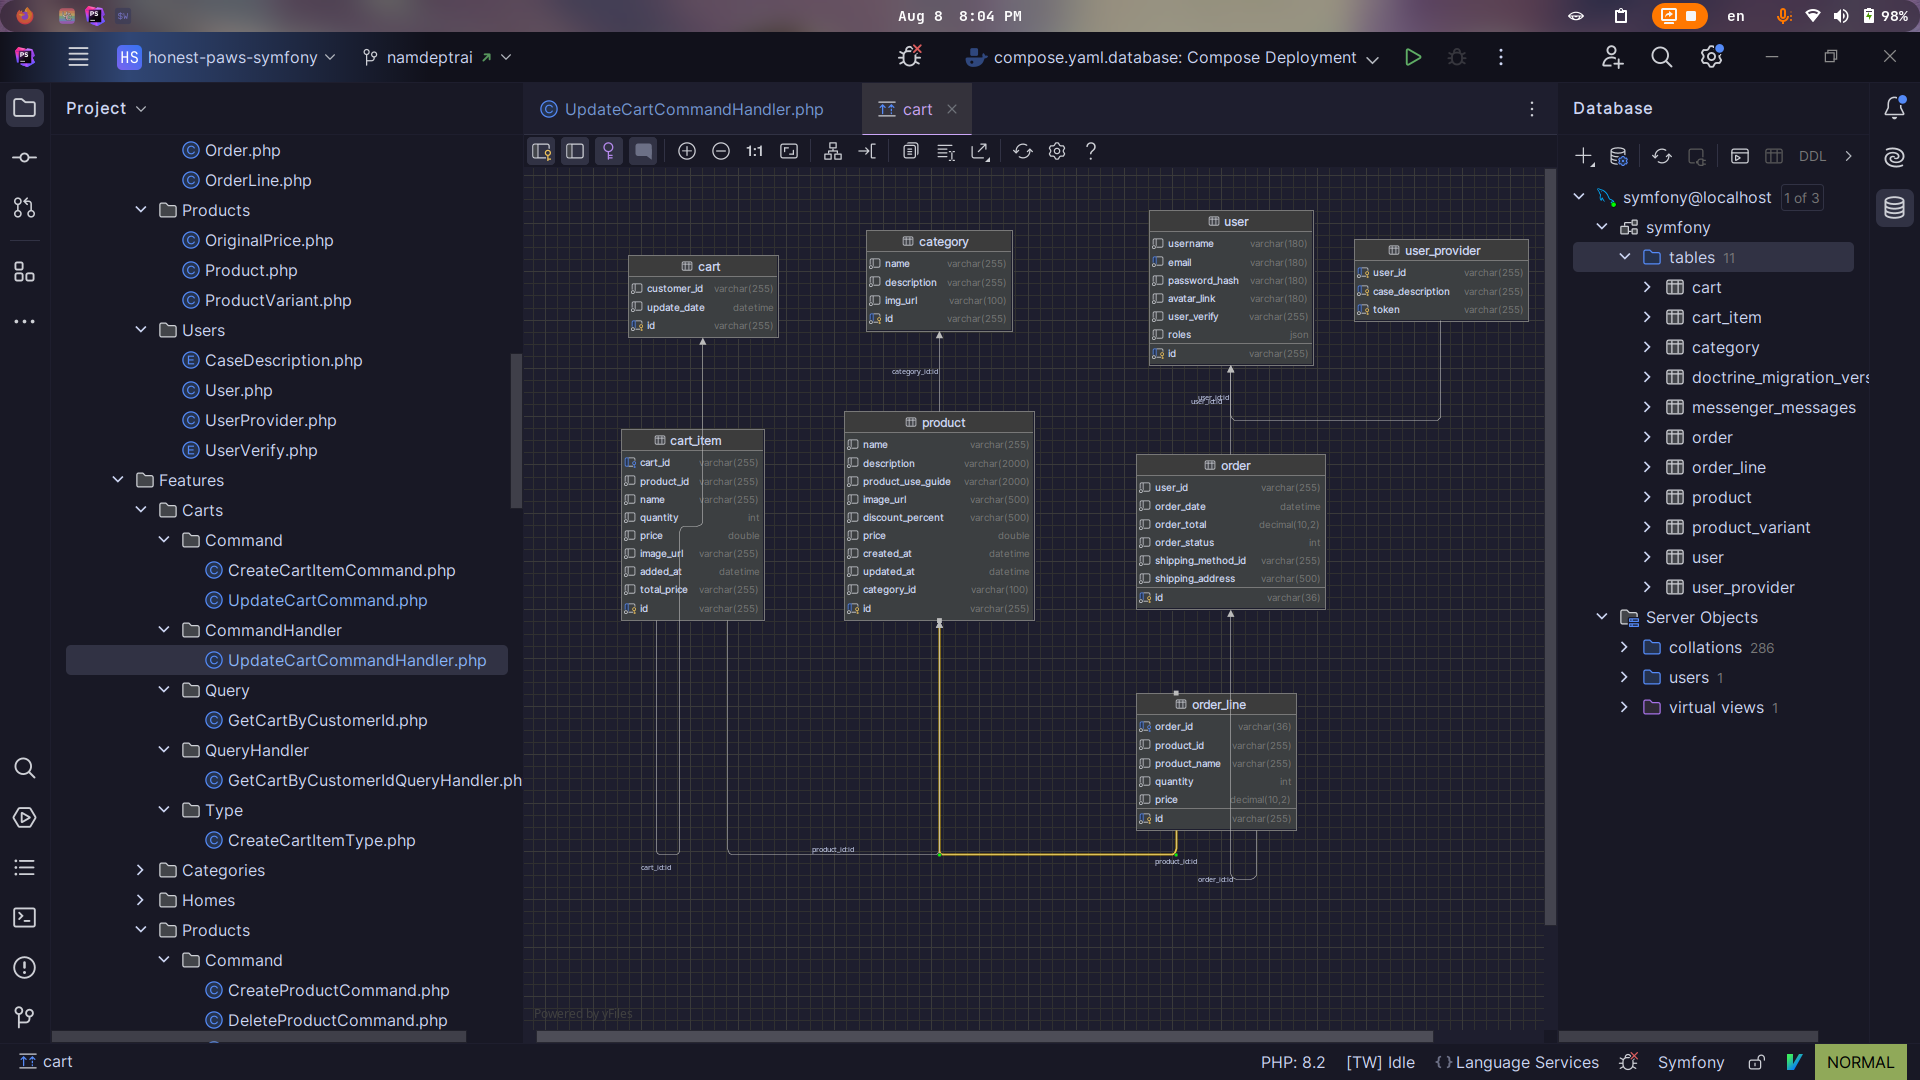 Aug 8 8:04 PM
en
98%
HS honest-paws-symfony
namdeptrai
compose.yaml.database: Compose Deployment
Project
Order.php
OrderLine.php
Products
OriginalPrice.php
Product.php
ProductVariant.php
Users
CaseDescription.php
User.php
UserProvider.php
UserVerify.php
Features
Carts
Command
CreateCartItemCommand.php
UpdateCartCommand.php
CommandHandler
UpdateCartCommandHandler.php
Query
GetCartByCustomerId.php
QueryHandler
GetCartByCustomerIdQueryHandler.ph
Type
CreateCartItemType.php
Categories
Homes
Products
Command
CreateProductCommand.php
DeleteProductCommand.php
UpdateCartCommandHandler.php
cart
1:1
cart
customer_id varchar(255)
update_date datetime
id varchar(255)
category
name varchar(255)
description varchar(255)
img_url varchar(100)
id varchar(255)
user
username varchar(180)
email varchar(180)
password_hash varchar(180)
avatar_link varchar(180)
user_verify varchar(255)
roles json
id varchar(255)
user_provider
user_id varchar(255)
case_description varchar(255)
token varchar(255)
category_id:id
user_id:id
user_id:id
cart_item
cart_id varchar(255)
product_id varchar(255)
name varchar(255)
quantity int
price double
image_url varchar(255)
added_at datetime
total_price varchar(255)
id varchar(255)
product
name varchar(255)
description varchar(2000)
product_use_guide varchar(2000)
image_url varchar(500)
discount_percent varchar(500)
price double
created_at datetime
updated_at datetime
category_id varchar(100)
id varchar(255)
order
user_id varchar(255)
order_date datetime
order_total decimal(10,2)
order_status int
shipping_method_id varchar(255)
shipping_address varchar(500)
id varchar(36)
order_line
order_id varchar(36)
product_id varchar(255)
product_name varchar(255)
quantity int
price decimal(10,2)
id varchar(255)
cart_id:id
product_id:id
product_id:id
order_id:id
Powered by yFiles
Database
DDL
symfony@localhost 1 of 3
symfony
tables 11
cart
cart_item
category
doctrine_migration_vers
messenger_messages
order
order_line
product
product_variant
user
user_provider
Server Objects
collations 286
users 1
virtual views 1
cart
PHP: 8.2
[TW] Idle
{} Language Services
Symfony
NORMAL